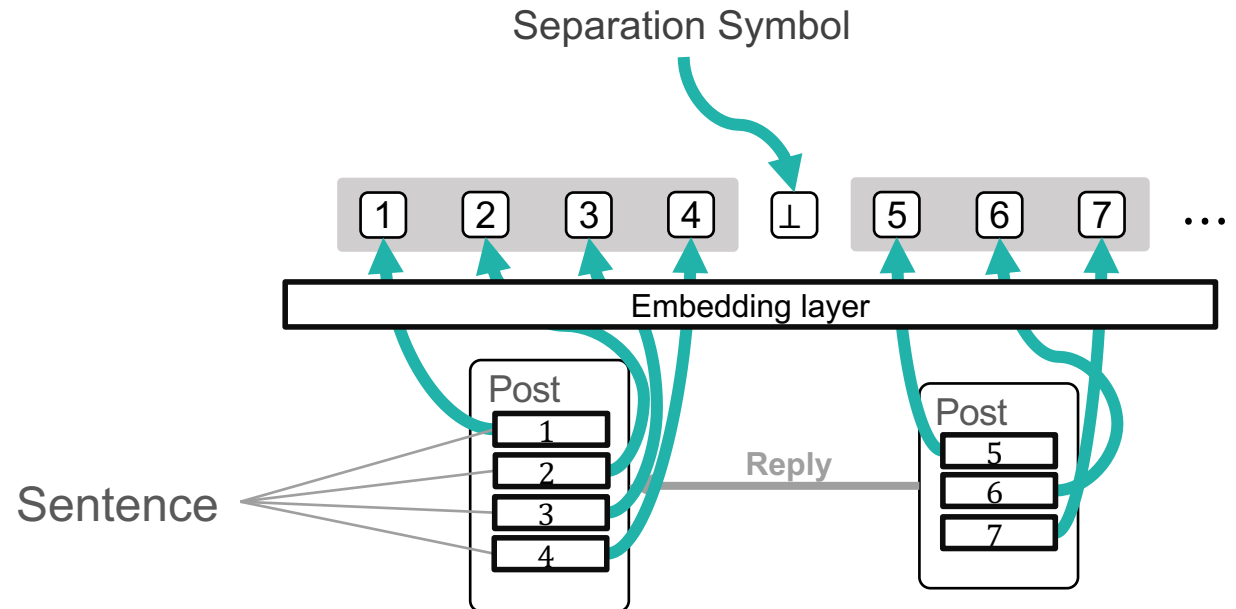 Separation Symbol
1 2 3 4 ⊥ 5 6 7 ...
Embedding layer
Post
1
2
3
4
Sentence
Reply
Post
5
6
7